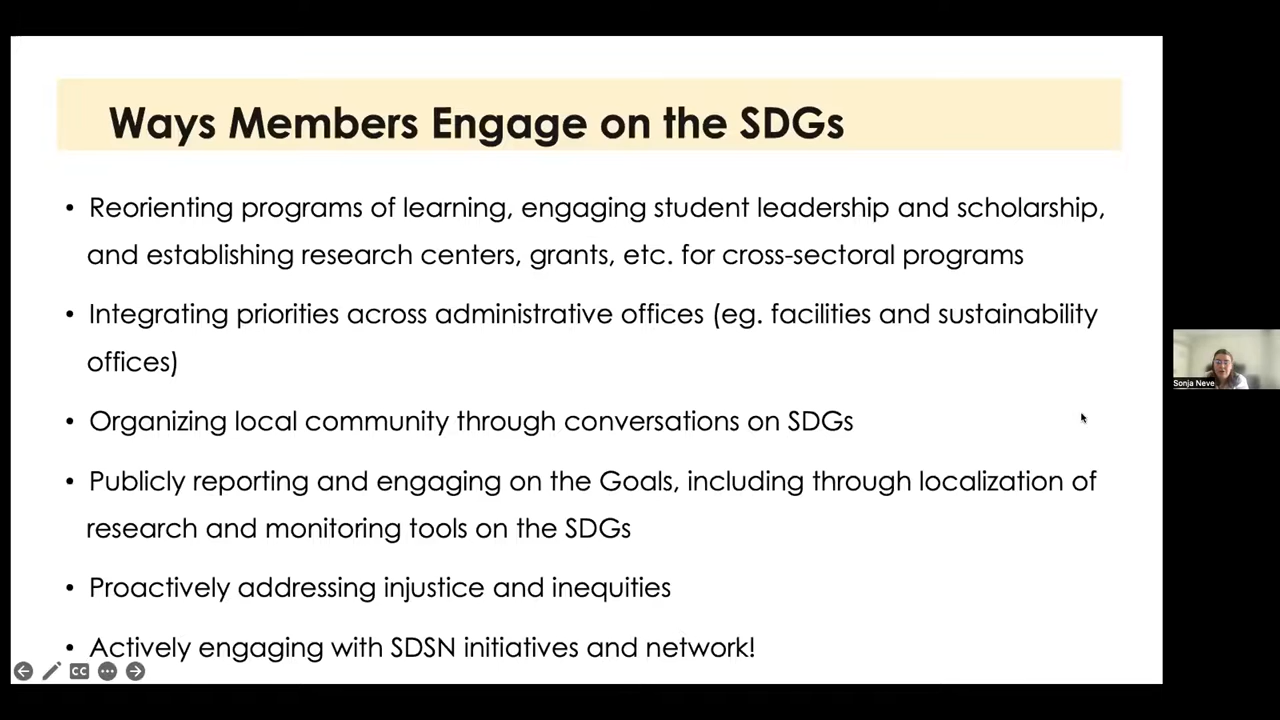 Ways Members Engage on the SDGs
• Reorienting programs of learning, engaging student leadership and scholarship,
and establishing research centers, grants, etc. for cross-sectoral programs
• Integrating priorities across administrative offices (eg. facilities and sustainability
offices)
• Organizing local community through conversations on SDGs
• Publicly reporting and engaging on the Goals, including through localization of
research and monitoring tools on the SDGs
• Proactively addressing injustice and inequities
• Actively engaging with SDSN initiatives and network!
CC
Sonja Neve